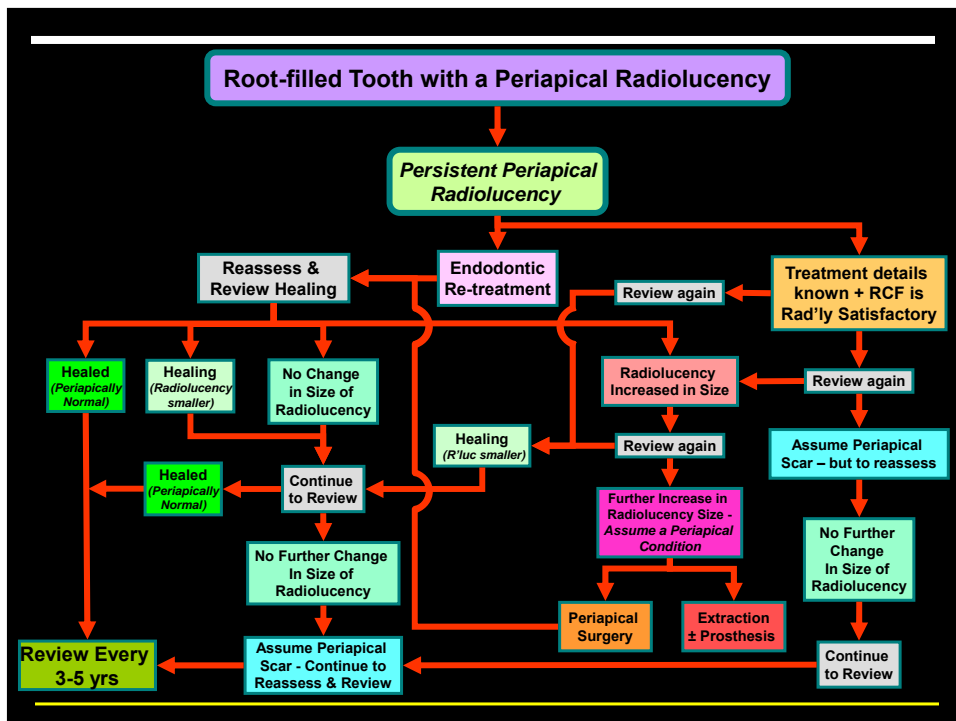 Root-filled Tooth with a Periapical Radiolucency
Persistent Periapical
Radiolucency
Reassess &
Review Healing
Endodontic
Re-treatment
Review again
Treatment details
known + RCF is
Rad'ly Satisfactory
Healed
(Periapically
Normal)
Healing
(Radiolucency
smaller)
No Change
in Size of
Radiolucency
Radiolucency
Increased in Size
Review again
Healing
(R'luc smaller)
Review again
Assume Periapical
Scar – but to reassess
Healed
(Periapically
Normal)
Continue
to Review
Further Increase in
Radiolucency Size -
Assume a Periapical
Condition
No Further
Change
In Size of
Radiolucency
No Further Change
In Size of
Radiolucency
Periapical
Surgery
Extraction
± Prosthesis
Review Every
3-5 yrs
Assume Periapical
Scar - Continue to
Reassess & Review
Continue
to Review